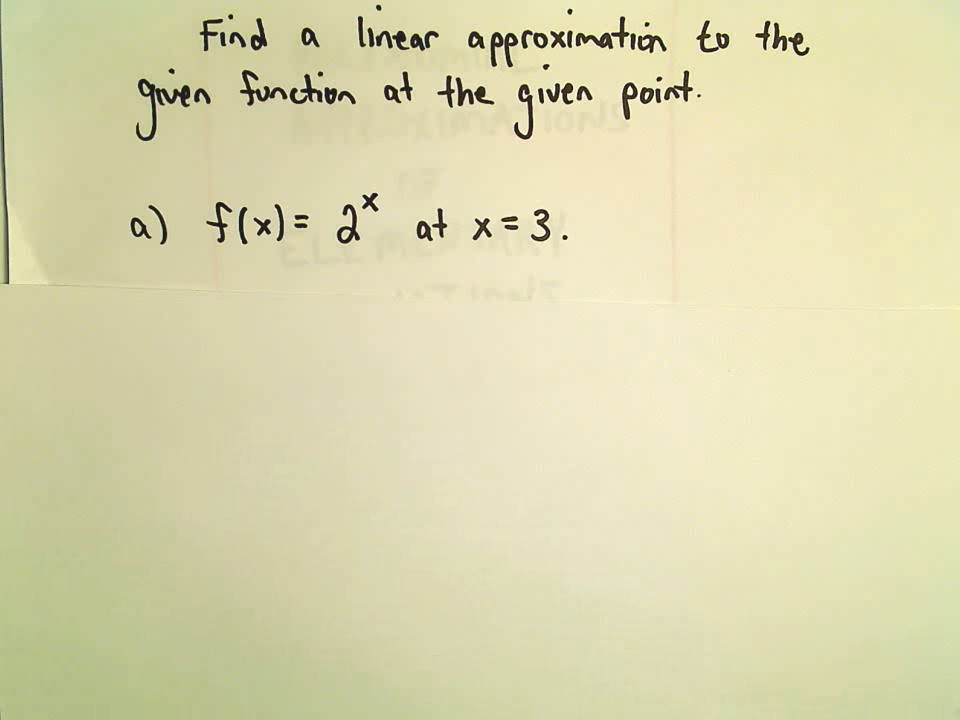 Find a linear approximation to the
given function at the given point.
a) f(x) = 2^x at x = 3.